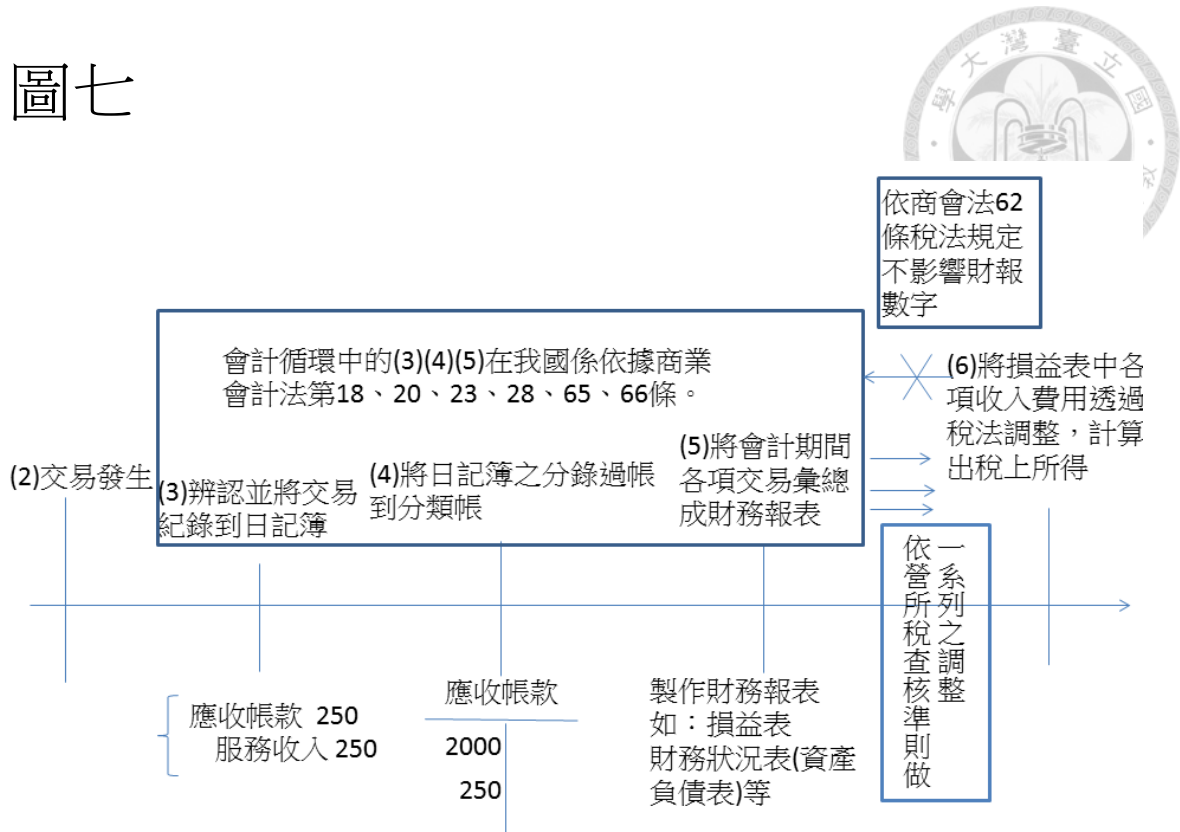 圖七
依商會法62
條稅法規定
不影響財報
數字
會計循環中的(3)(4)(5)在我國係依據商業
會計法第18、20、23、28、65、66條。
(6)將損益表中各
項收入費用透過
稅法調整，計算
出稅上所得
(2)交易發生
(3)辨認並將交易
紀錄到日記簿
(4)將日記簿之分錄過帳
到分類帳
(5)將會計期間
各項交易彙總
成財務報表
一系列之調整
依營所稅查核準則做
應收帳款 250
服務收入 250
應收帳款
2000
250
製作財務報表
如：損益表
財務狀況表(資產
負債表)等